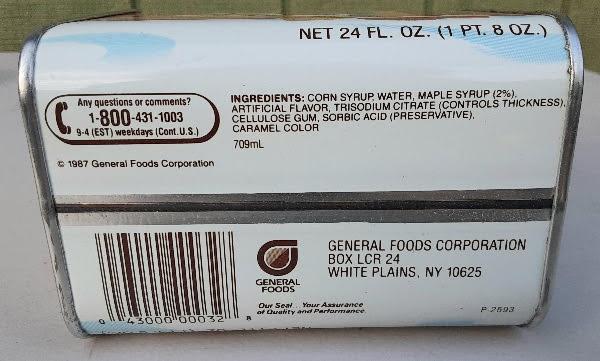 NET 24 FL. OZ. (1 PT. 8 OZ.)
Any questions or comments?
1-800-431-1003
9-4 (EST) weekdays (Cont. U.S.)
INGREDIENTS: CORN SYRUP, WATER, MAPLE SYRUP (2%),
ARTIFICIAL FLAVOR, TRISODIUM CITRATE (CONTROLS THICKNESS),
CELLULOSE GUM, SORBIC ACID (PRESERVATIVE),
CARAMEL COLOR
709mL
© 1987 General Foods Corporation
GENERAL FOODS CORPORATION
BOX LCR 24
WHITE PLAINS, NY 10625
GENERAL
FOODS
Our Seal... Your Assurance
of Quality and Performance.
P-2593
0 43000 00032 8